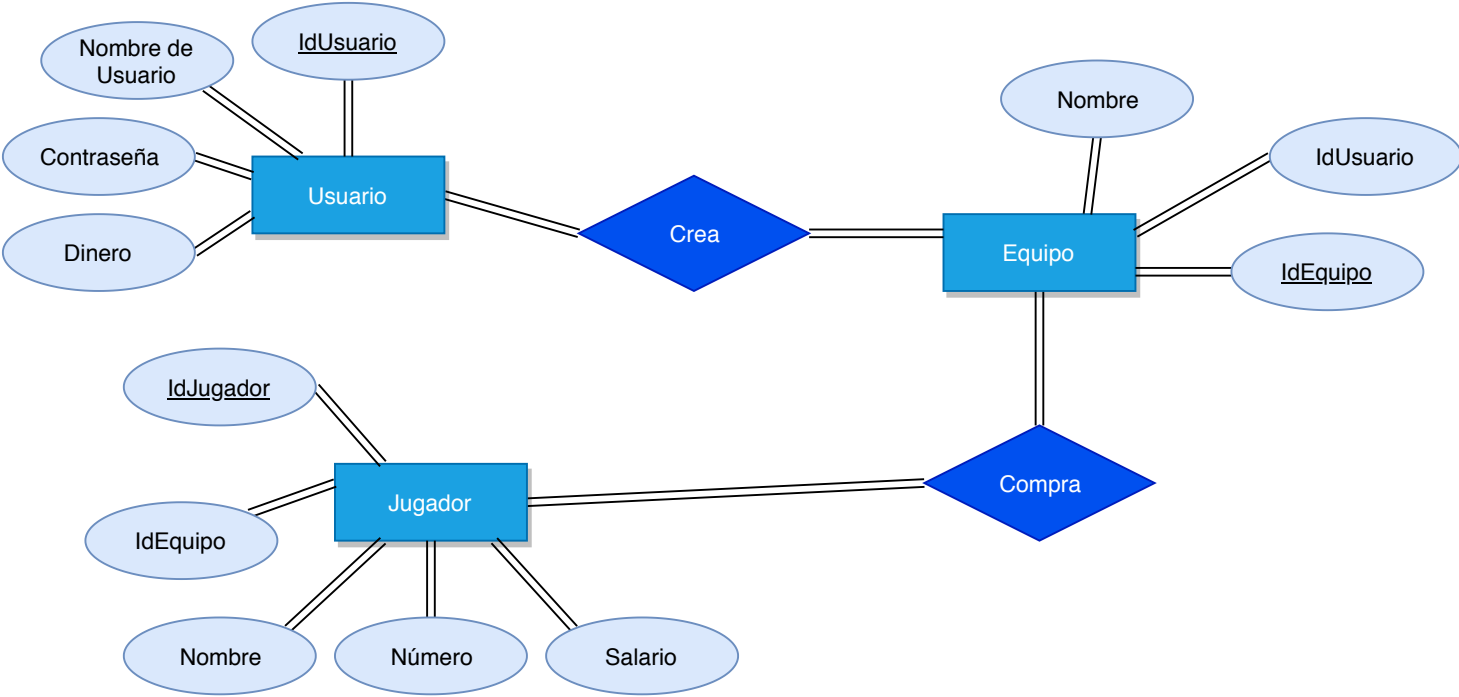 Nombre de
Usuario
IdUsuario
Contraseña
Dinero
Usuario
Crea
Nombre
IdUsuario
Equipo
IdEquipo
IdJugador
Jugador
Compra
IdEquipo
Nombre
Número
Salario